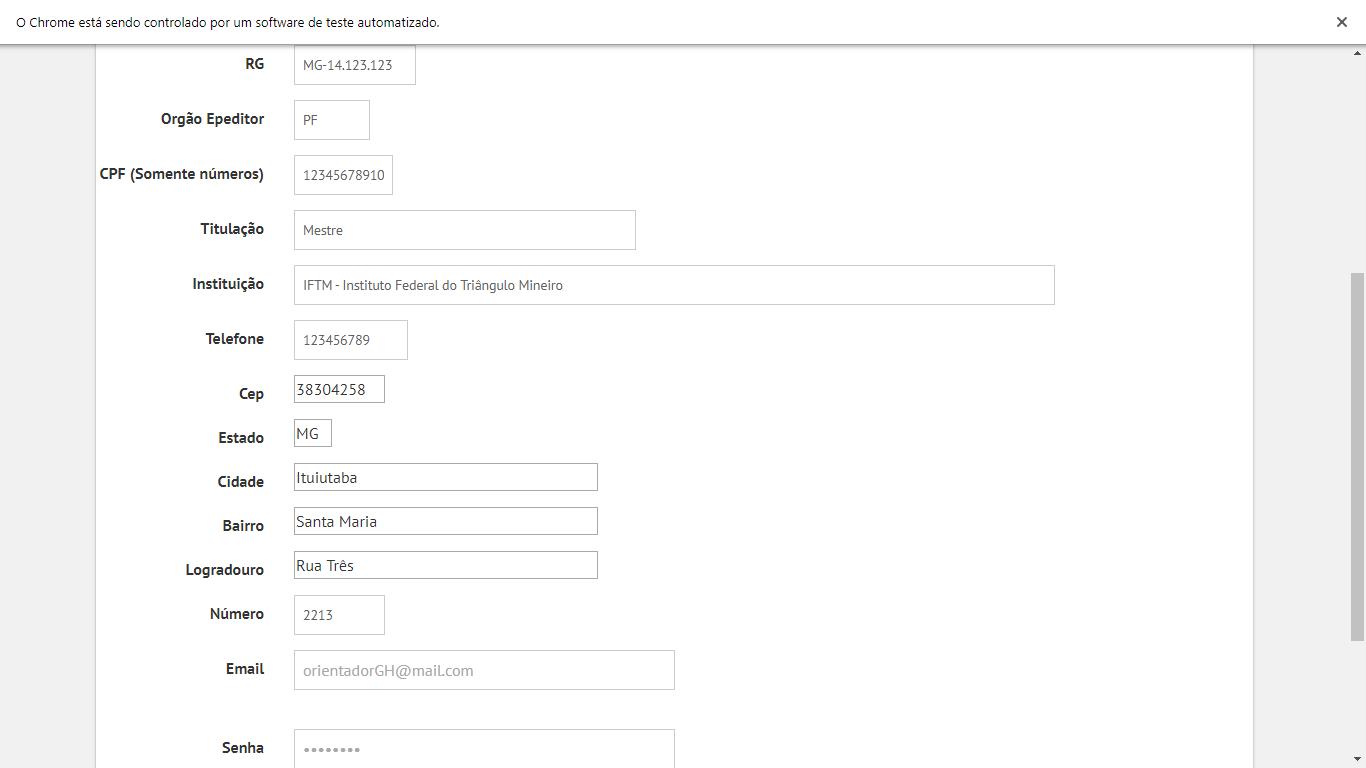 O Chrome está sendo controlado por um software de teste automatizado.
RG MG-14.123.123
Orgão Epeditor PF
CPF (Somente números) 12345678910
Titulação Mestre
Instituição IFTM - Instituto Federal do Triângulo Mineiro
Telefone 123456789
Cep 38304258
Estado MG
Cidade Ituiutaba
Bairro Santa Maria
Logradouro Rua Três
Número 2213
Email orientadorGH@mail.com
Senha ••••••••